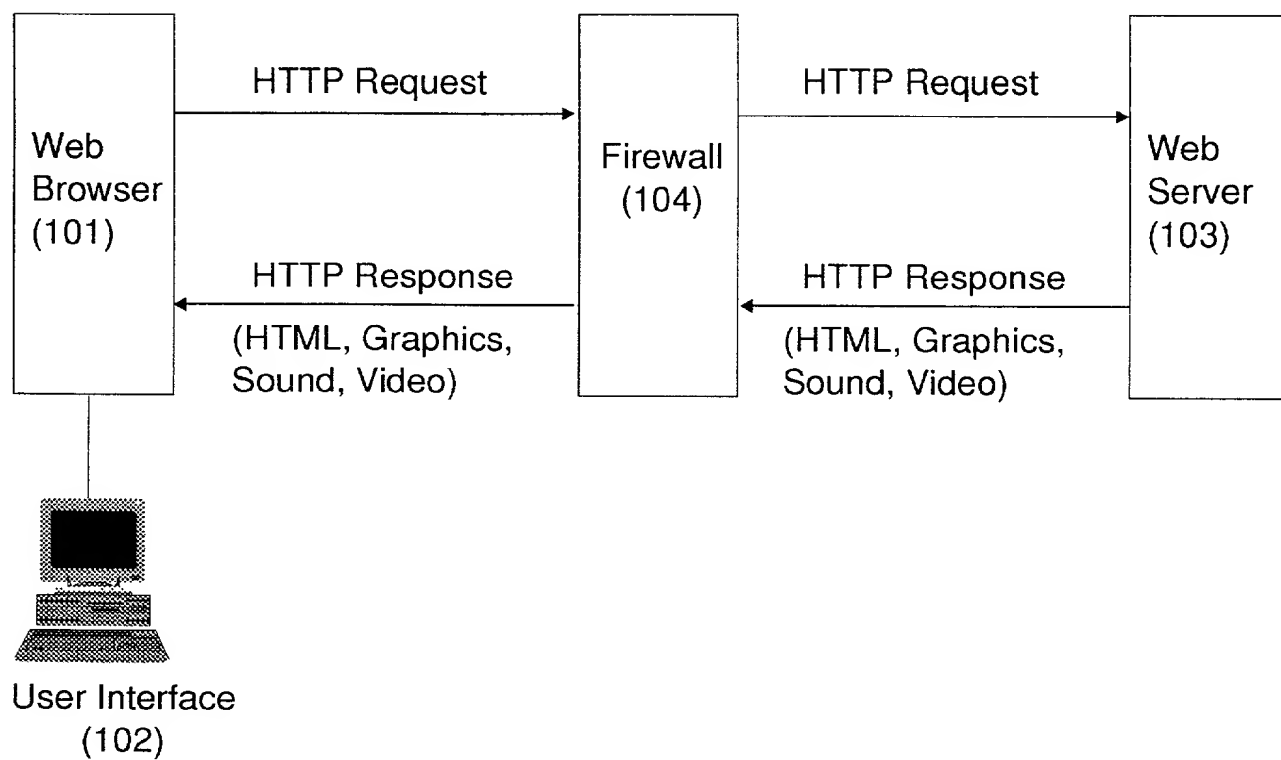 HTTP Request
HTTP Request
Web
Browser
(101)
Firewall
(104)
Web
Server
(103)
HTTP Response
HTTP Response
(HTML, Graphics,
Sound, Video)
(HTML, Graphics,
Sound, Video)
User Interface
(102)